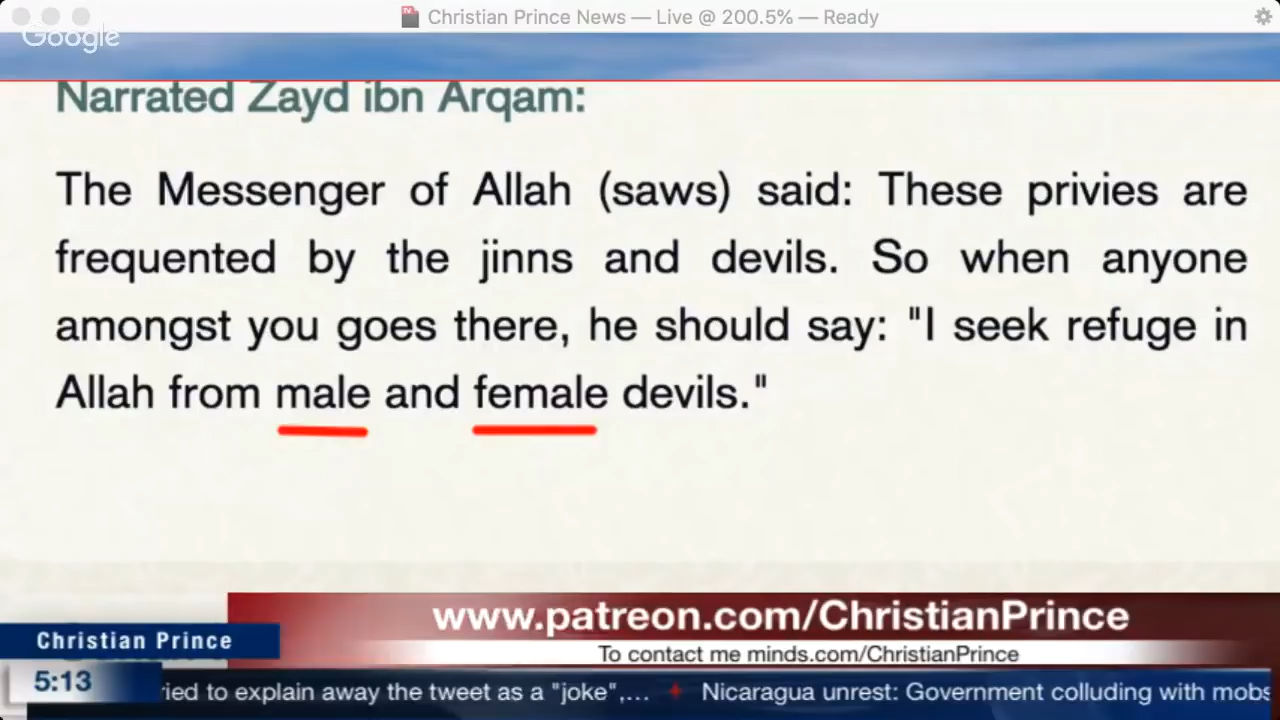 Christian Prince News — Live @ 200.5% — Ready
Google
Narrated Zayd ibn Arqam:
The Messenger of Allah (saws) said: These privies are
frequented by the jinns and devils. So when anyone
amongst you goes there, he should say: "I seek refuge in
Allah from male and female devils."
www.patreon.com/ChristianPrince
Christian Prince
To contact me minds.com/ChristianPrince
5:13
ried to explain away the tweet as a "joke",... + Nicaragua unrest: Government colluding with mobs